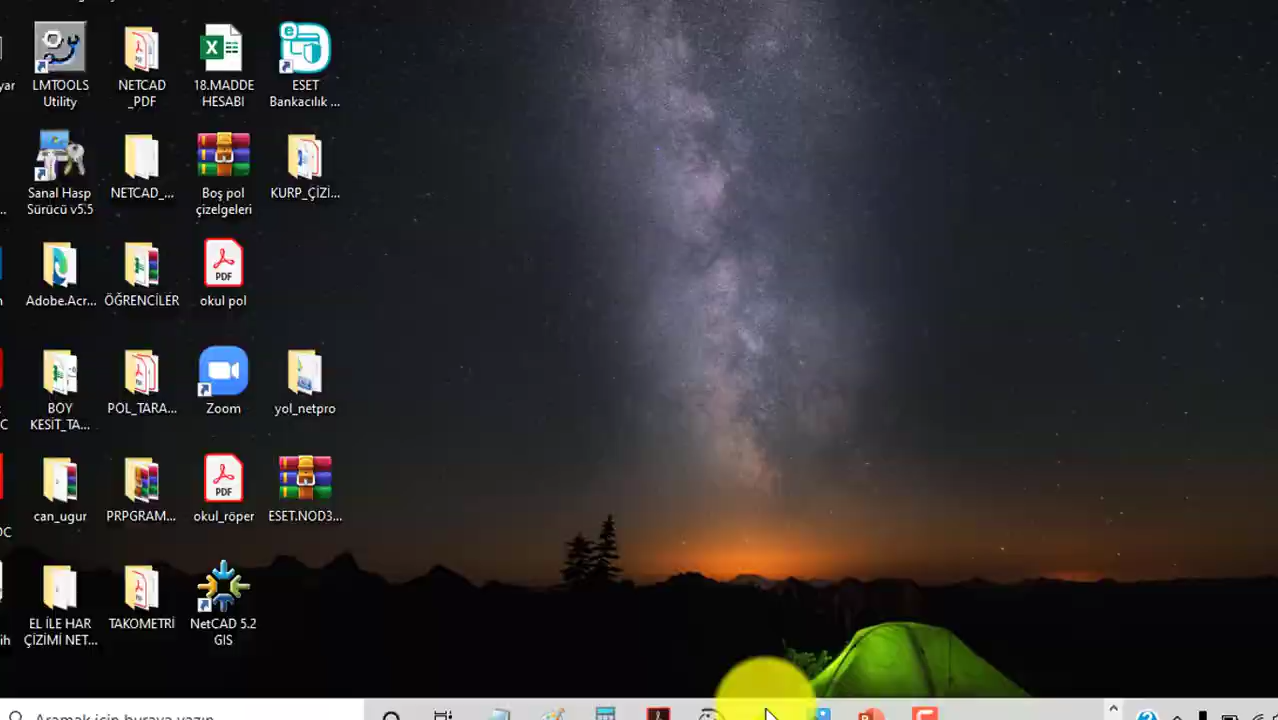 yar
LMTOOLS
Utility
NETCAD
_PDF
18.MADDE
HESABI
ESET
Bankacılık ...
Sanal Hasp
Sürücü v5.5
NETCAD_...
Boş pol
çizelgeleri
KURP_ÇİZİ...
PDF
Adobe.Acr...
ÖĞRENCİLER
okul pol
BOY
KESİT_TA...
POL_TARA...
Zoom
yol_netpro
PDF
can_ugur
PRPGRAM...
okul_röper
ESET.NOD3...
EL İLE HAR
ÇİZİMİ NET...
TAKOMETRİ
NetCAD 5.2
GIS
Aramak için buraya yazın